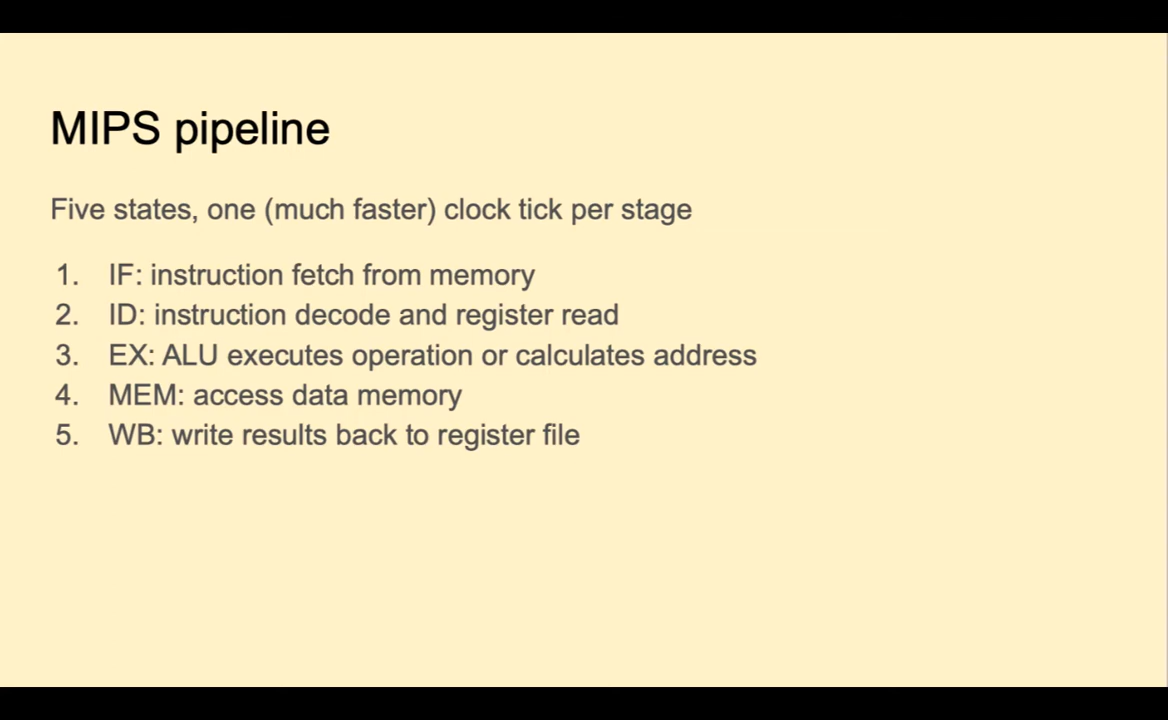 MIPS pipeline
Five states, one (much faster) clock tick per stage
1. IF: instruction fetch from memory
2. ID: instruction decode and register read
3. EX: ALU executes operation or calculates address
4. MEM: access data memory
5. WB: write results back to register file